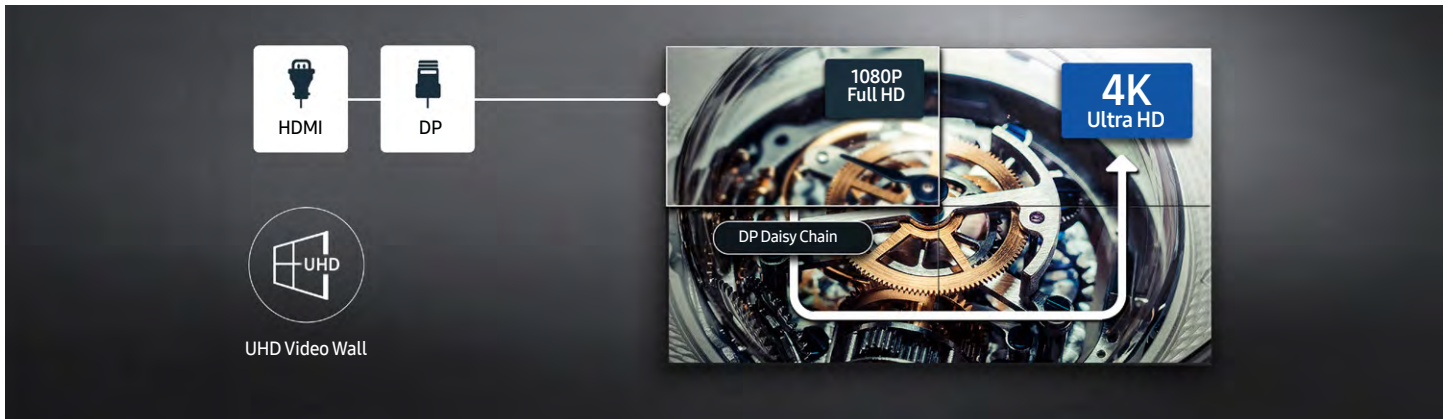 HDMI
DP
1080P
Full HD
4K
Ultra HD
DP Daisy Chain
UHD
UHD Video Wall